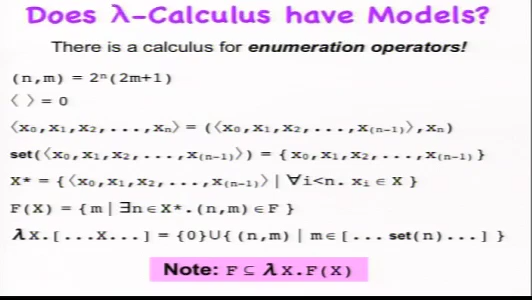 Does λ-Calculus have Models?
There is a calculus for enumeration operators!
(n,m) = 2ⁿ(2m+1)
⟨ ⟩ = 0
⟨x₀,x₁,x₂,...,xₙ⟩ = (⟨x₀,x₁,x₂,...,x₍ₙ₋₁₎⟩,xₙ)
set(⟨x₀,x₁,x₂,...,x₍ₙ₋₁₎⟩) = {x₀,x₁,x₂,...,x₍ₙ₋₁₎}
X* = {⟨x₀,x₁,x₂,...,x₍ₙ₋₁₎⟩ | ∀i<n. xᵢ ∈ X }
F(X) = {m | ∃n∈X*.(n,m)∈F }
λX.[...X...] = {0}∪{ (n,m) | m∈[... set(n)...] }
Note: F ⊆ λX.F(X)